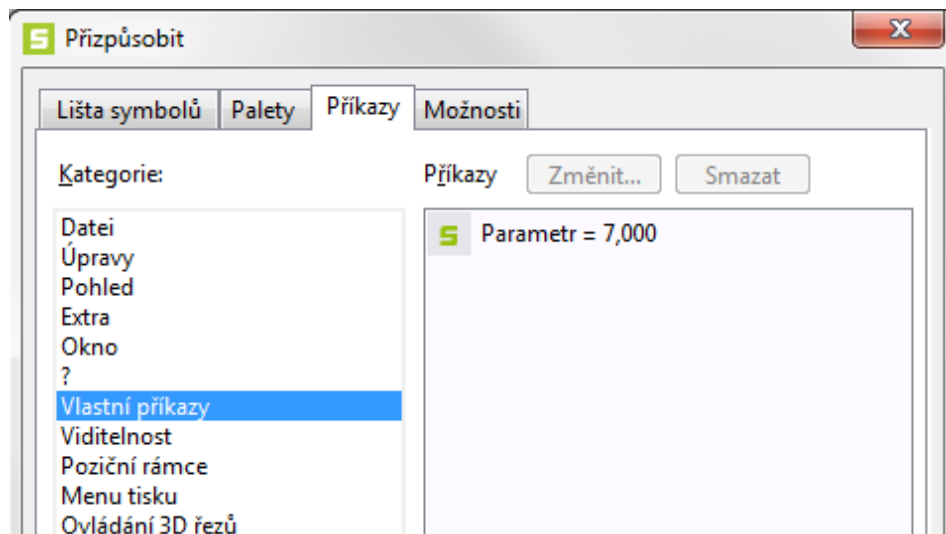 Přizpůsobit
Lišta symbolů Palety Příkazy Možnosti
Kategorie: Příkazy Změnit... Smazat
Datei
Úpravy
Pohled
Extra
Okno
?
Vlastní příkazy
Viditelnost
Poziční rámce
Menu tisku
Ovládání 3D řezů
Parametr = 7,000